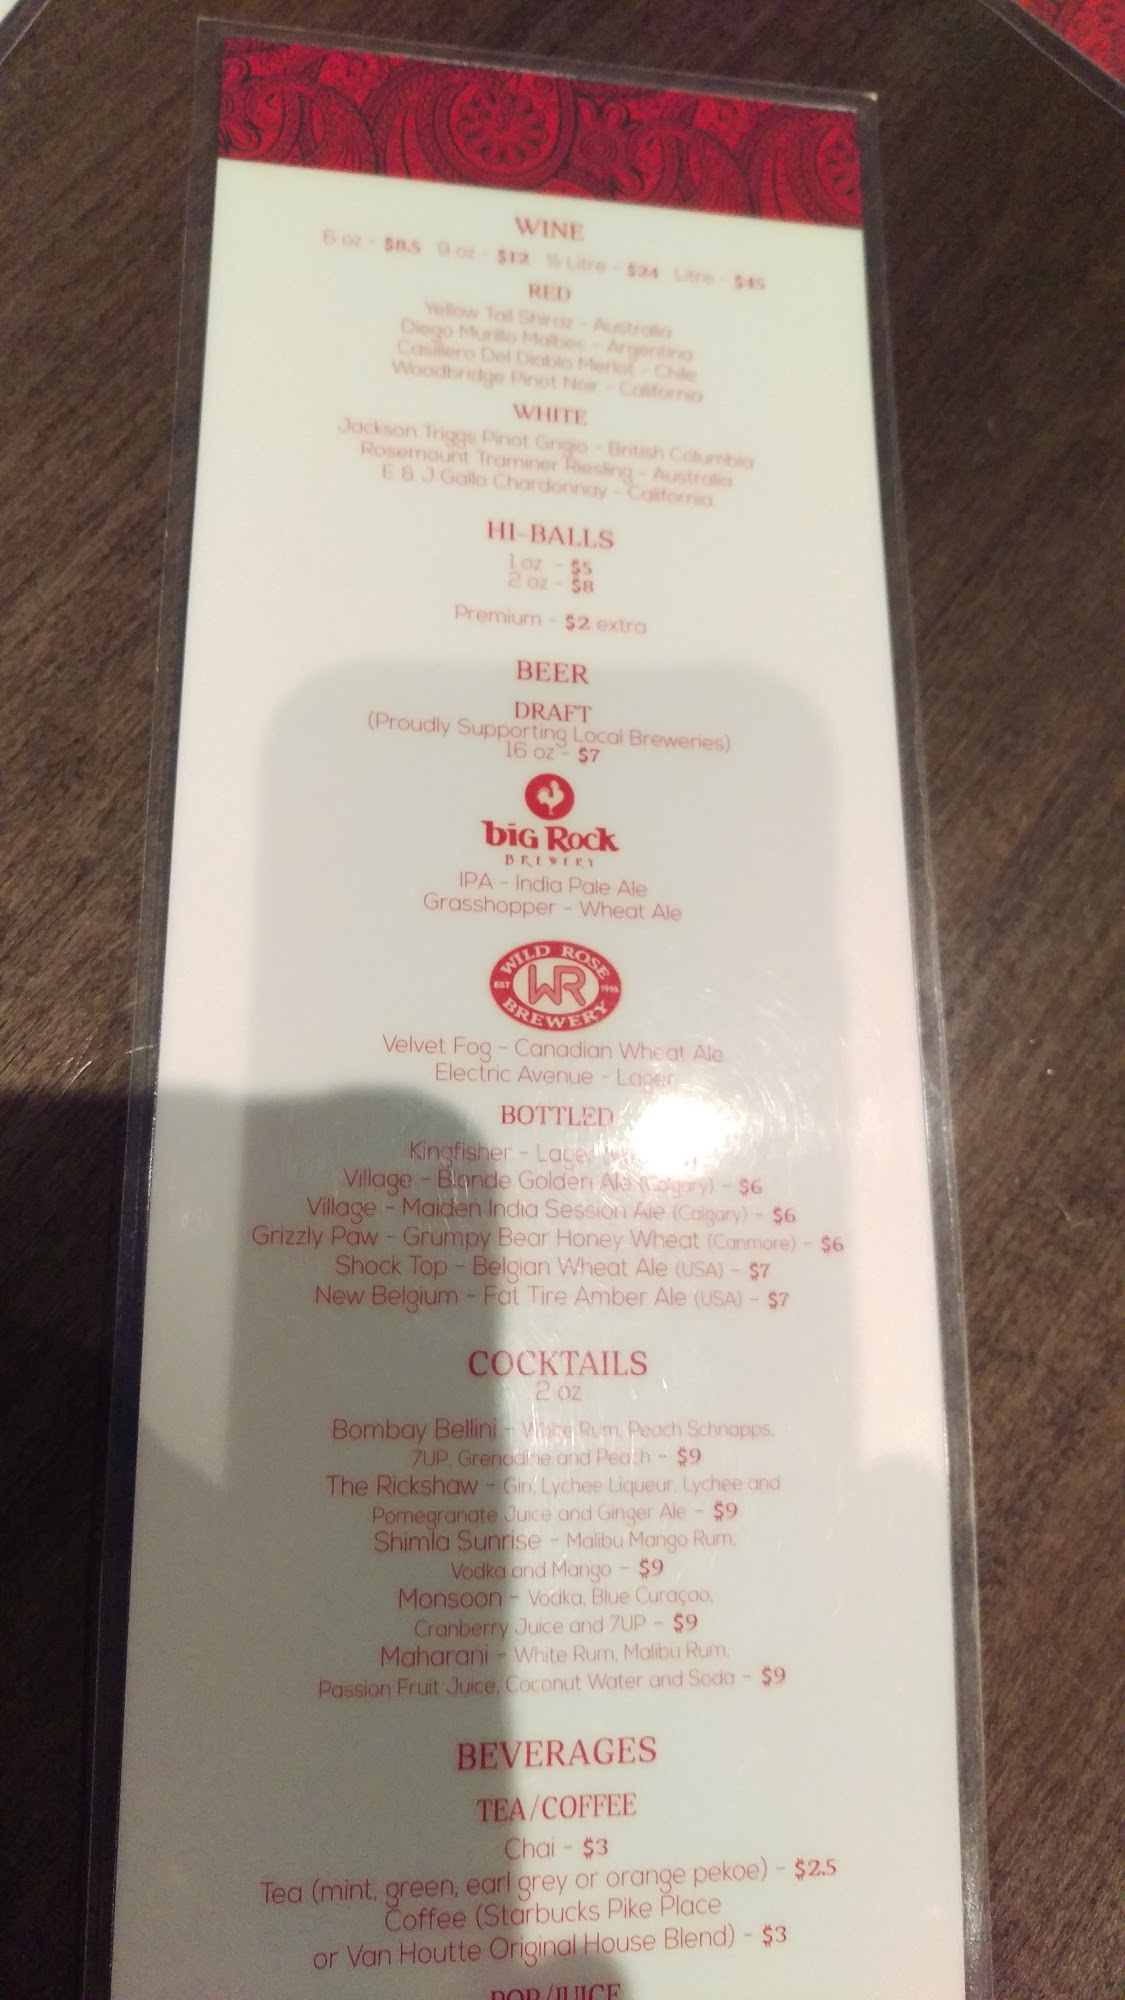 WINE
6 oz - $8.5 9 oz - $12 ½ Litre - $24 Litre - $45
RED
Yellow Tail Shiraz - Australia
Diego Murillo Malbec - Argentina
Casillero Del Diablo Merlot - Chile
Woodbridge Pinot Noir - California
WHITE
Jackson Triggs Pinot Grigio - British Columbia
Rosemount Traminer Riesling - Australia
E & J Gallo Chardonnay - California
HI-BALLS
1 oz - $5
2 oz - $8
Premium - $2 extra
BEER
DRAFT
(Proudly Supporting Local Breweries)
16 oz - $7
big Rock
BREWERY
IPA - India Pale Ale
Grasshopper - Wheat Ale
WILD ROSE
EST WR 1996
BREWERY
Velvet Fog - Canadian Wheat Ale
Electric Avenue - Lager
BOTTLED
Kingfisher - Lager
Village - Blonde Golden Ale (Calgary) - $6
Village - Maiden India Session Ale (Calgary) - $6
Grizzly Paw - Grumpy Bear Honey Wheat (Canmore) - $6
Shock Top - Belgian Wheat Ale (USA) - $7
New Belgium - Fat Tire Amber Ale (USA) - $7
COCKTAILS
2 oz
Bombay Bellini - White Rum, Peach Schnapps,
7UP, Grenadine and Peach - $9
The Rickshaw - Gin, Lychee Liqueur, Lychee and
Pomegranate Juice and Ginger Ale - $9
Shimla Sunrise - Malibu Mango Rum,
Vodka and Mango - $9
Monsoon - Vodka, Blue Curaçao,
Cranberry Juice and 7UP - $9
Maharani - White Rum, Malibu Rum,
Passion Fruit Juice, Coconut Water and Soda - $9
BEVERAGES
TEA/COFFEE
Chai - $3
Tea (mint, green, earl grey or orange pekoe) - $2.5
Coffee (Starbucks Pike Place
or Van Houtte Original House Blend) - $3
POP/JUICE